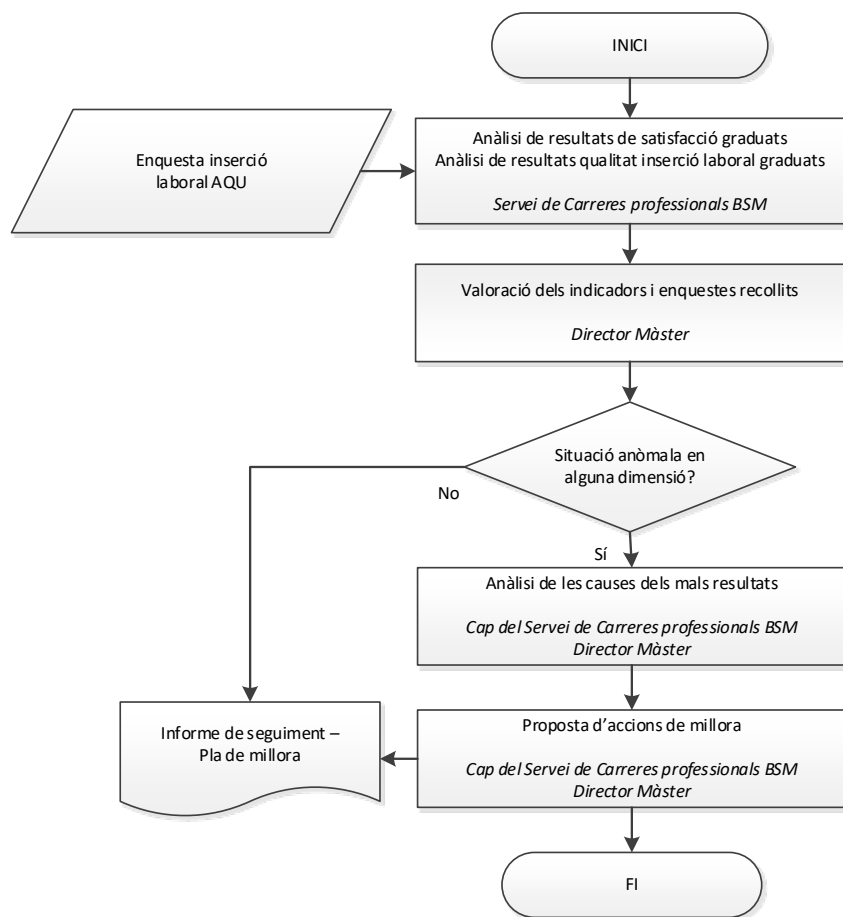 INICI
Enquesta inserció
laboral AQU
Anàlisi de resultats de satisfacció graduats
Anàlisi de resultats qualitat inserció laboral graduats
Servei de Carreres professionals BSM
Valoració dels indicadors i enquestes recollits
Director Màster
Situació anòmala en
alguna dimensió?
No
Sí
Anàlisi de les causes dels mals resultats
Cap del Servei de Carreres professionals BSM
Director Màster
Informe de seguiment –
Pla de millora
Proposta d’accions de millora
Cap del Servei de Carreres professionals BSM
Director Màster
FI